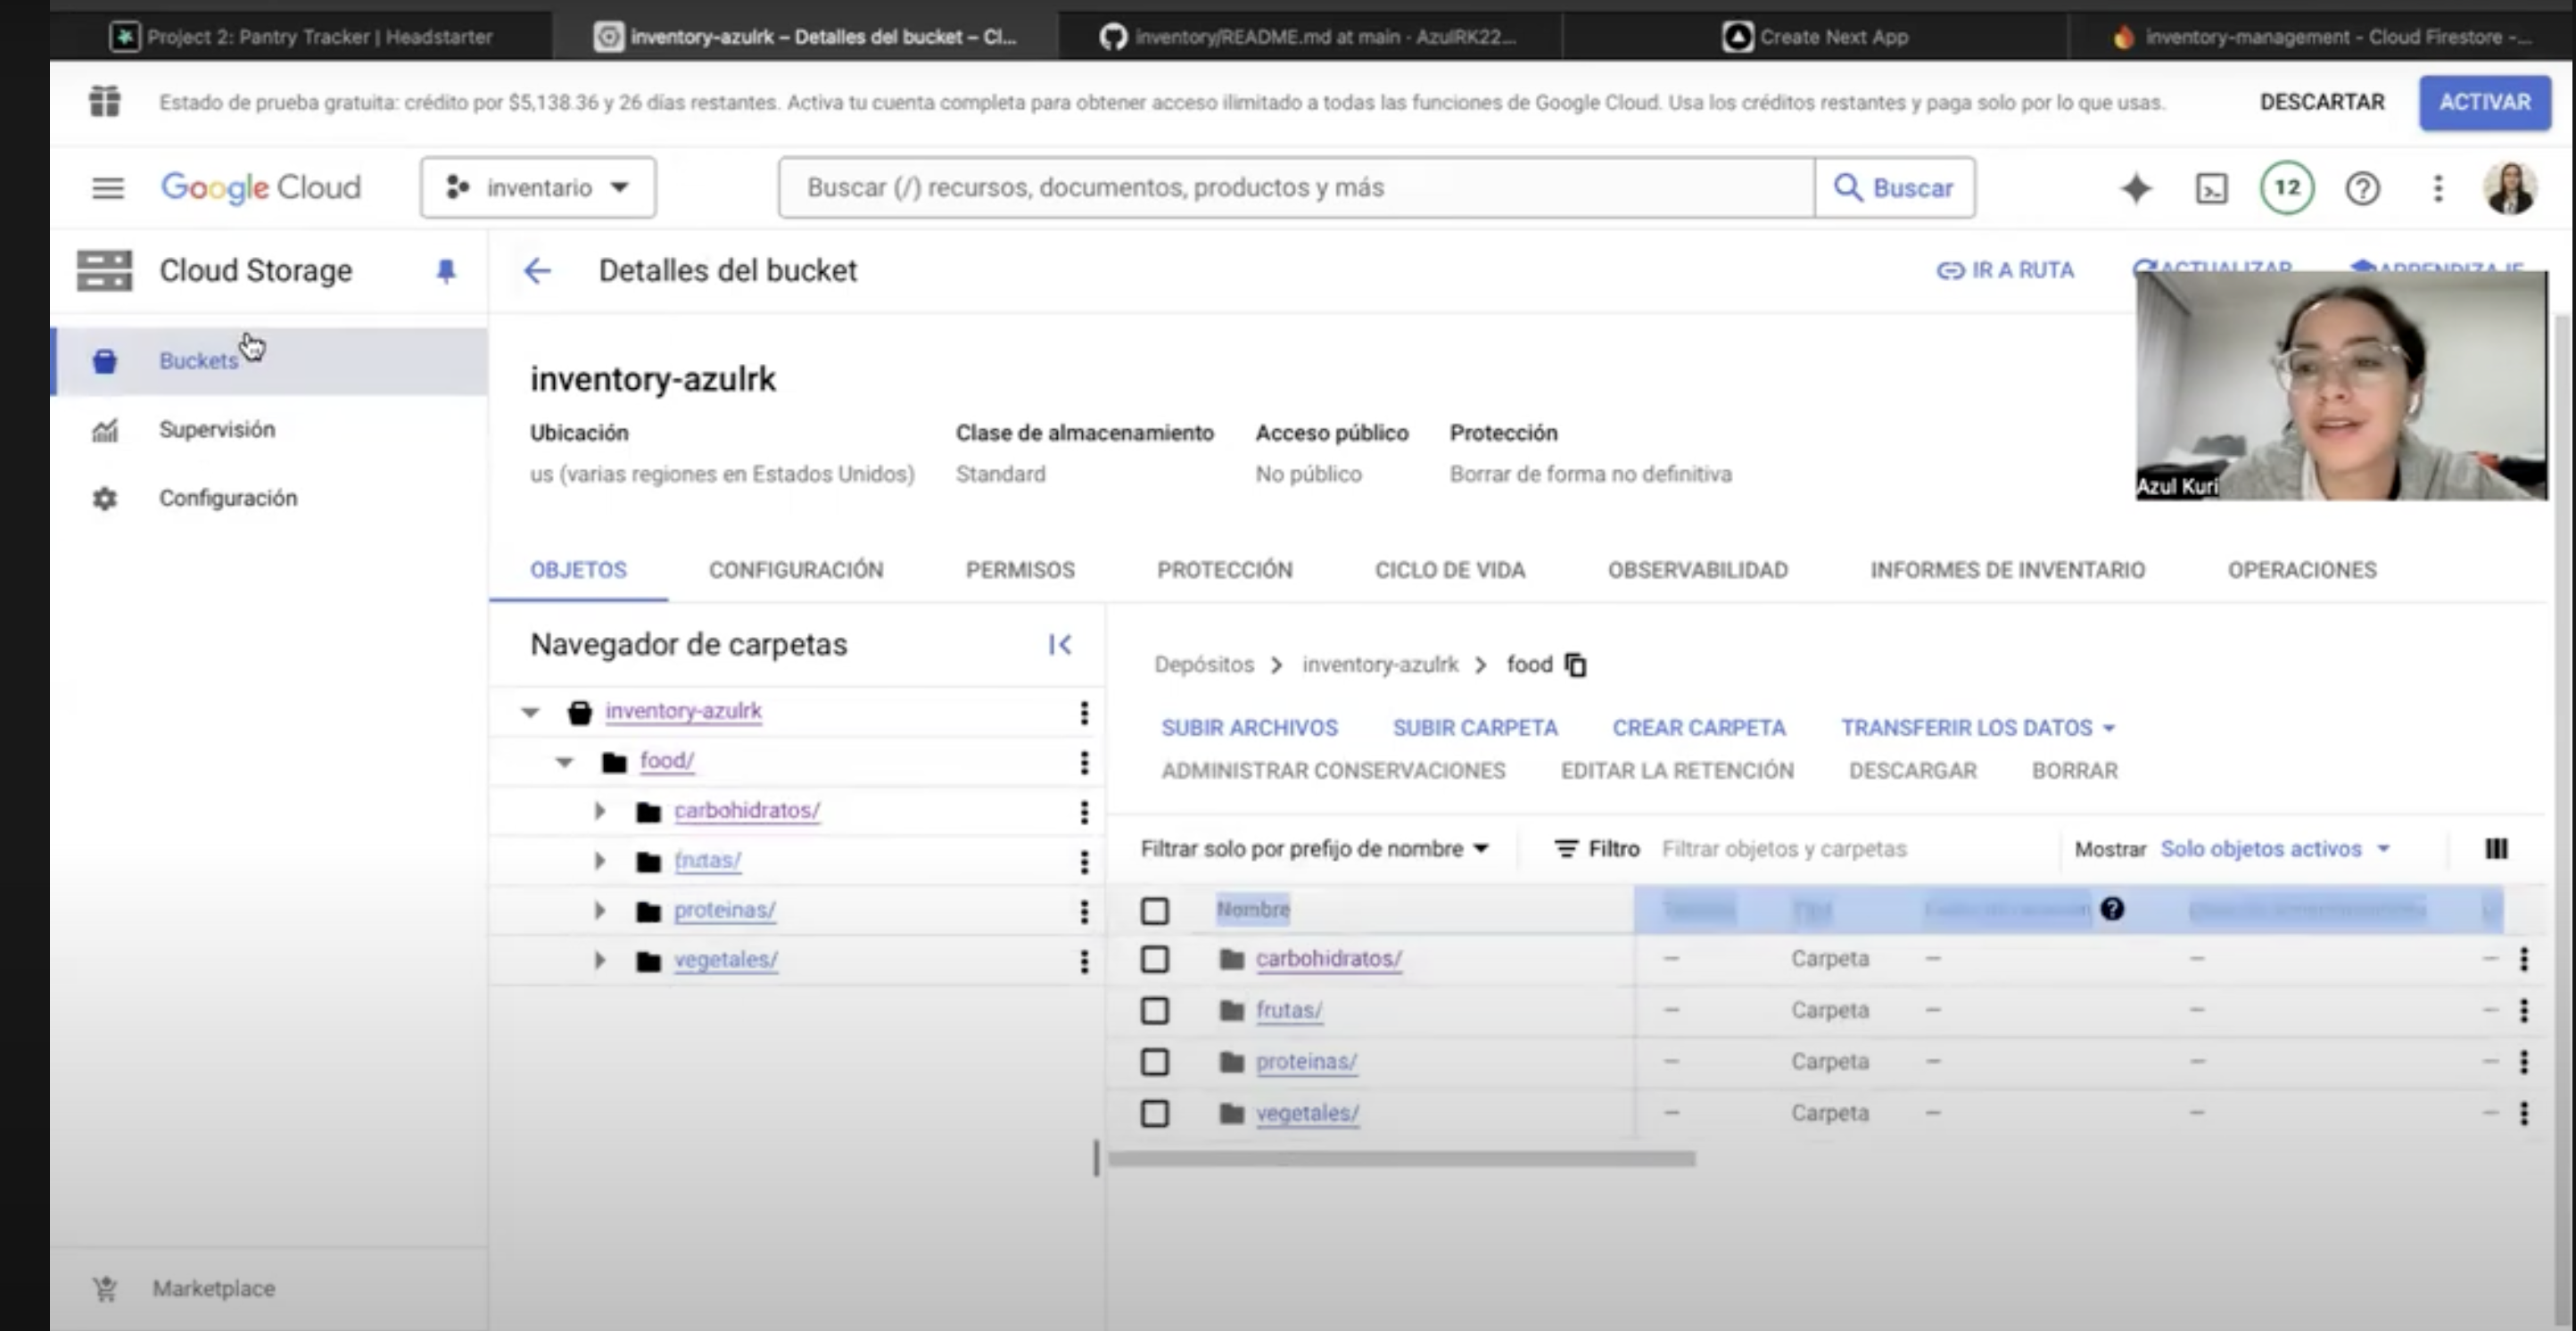 Project 2: Pantry Tracker | Headstarter
inventory-azulrk – Detalles del bucket – Cl...
inventory/README.md at main · AzulRK22...
Create Next App
inventory-management - Cloud Firestore -...
Estado de prueba gratuita: crédito por $5,138.36 y 26 días restantes. Activa tu cuenta completa para obtener acceso ilimitado a todas las funciones de Google Cloud. Usa los créditos restantes y paga solo por lo que usas.
DESCARTAR
ACTIVAR
Google Cloud
inventario
Buscar (/) recursos, documentos, productos y más
Buscar
12
Cloud Storage
Detalles del bucket
IR A RUTA
ACTUALIZAR
APRENDIZAJE
Buckets
Supervisión
Configuración
inventory-azulrk
Ubicación
us (varias regiones en Estados Unidos)
Clase de almacenamiento
Standard
Acceso público
No público
Protección
Borrar de forma no definitiva
Azul Kuri
OBJETOS
CONFIGURACIÓN
PERMISOS
PROTECCIÓN
CICLO DE VIDA
OBSERVABILIDAD
INFORMES DE INVENTARIO
OPERACIONES
Navegador de carpetas
inventory-azulrk
food/
carbohidratos/
frutas/
proteinas/
vegetales/
Depósitos > inventory-azulrk > food
SUBIR ARCHIVOS
SUBIR CARPETA
CREAR CARPETA
TRANSFERIR LOS DATOS
ADMINISTRAR CONSERVACIONES
EDITAR LA RETENCIÓN
DESCARGAR
BORRAR
Filtrar solo por prefijo de nombre
Filtro
Filtrar objetos y carpetas
Mostrar
Solo objetos activos
Nombre
carbohidratos/ – Carpeta – – –
frutas/ – Carpeta – – –
proteinas/ – Carpeta – – –
vegetales/ – Carpeta – – –
Marketplace